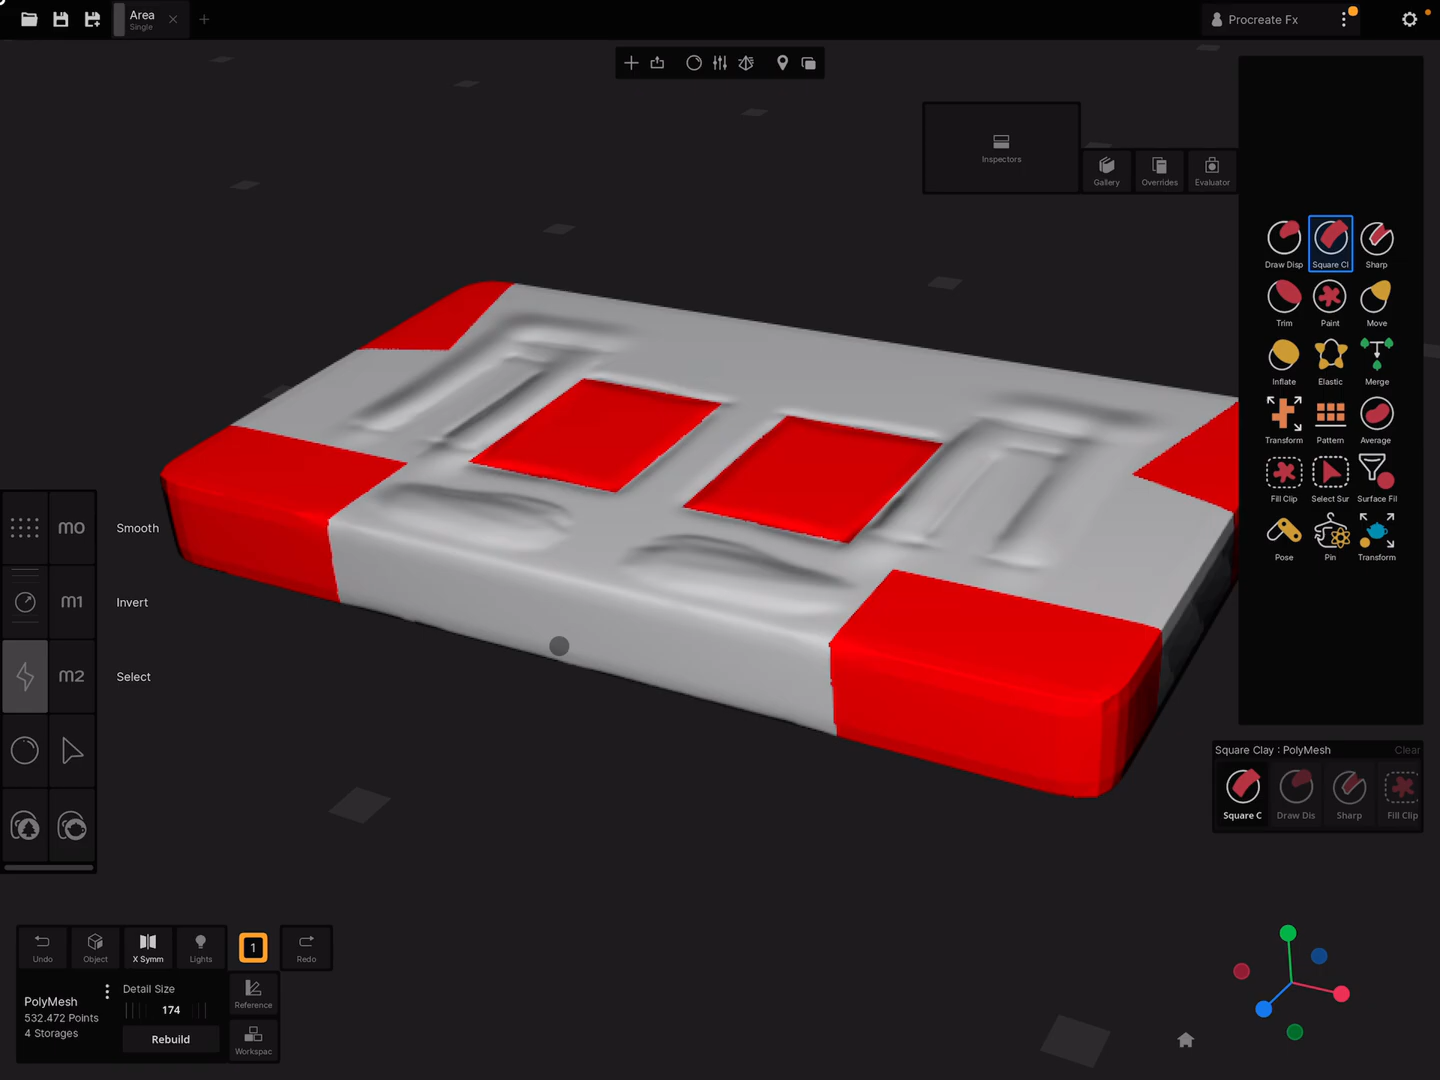 Area
Single
Procreate Fx
Inspectors
Gallery
Overrides
Evaluator
Draw Disp
Square Cl
Sharp
Trim
Paint
Move
Inflate
Elastic
Merge
Transform
Pattern
Average
Fill Clip
Select Sur
Surface Fil
Pose
Pin
Transform
m0
Smooth
m1
Invert
m2
Select
Square Clay : PolyMesh
Clear
Square C
Draw Dis
Sharp
Fill Clip
Undo
Object
X Symm
Lights
1
Redo
PolyMesh
532.472 Points
4 Storages
Detail Size
174
Rebuild
Reference
Workspac